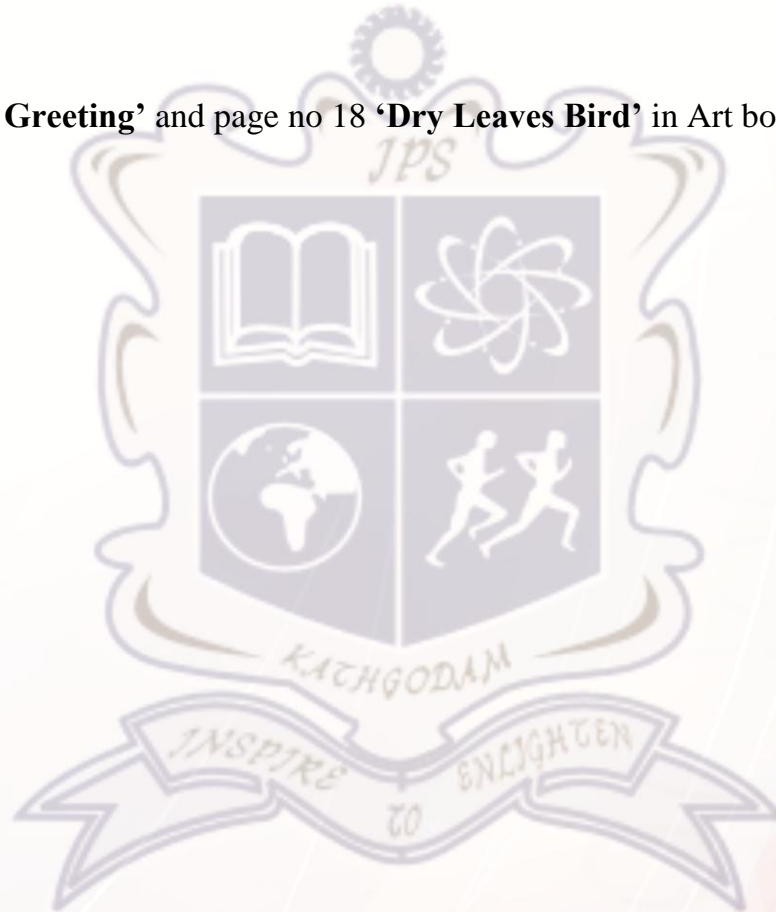 Greeting’ and page no 18 ‘Dry Leaves Bird’ in Art bo
JPS
KATHGODAM
INSPIRE TO ENLIGHTEN